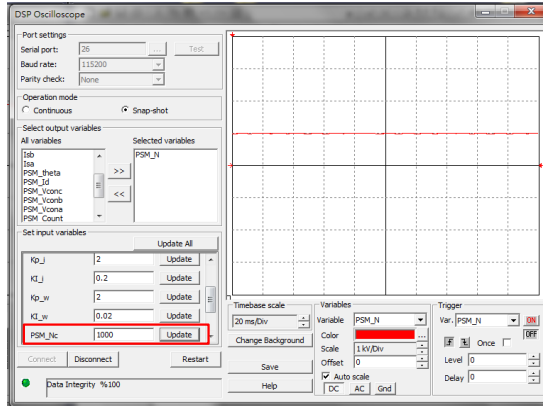 DSP Oscilloscope
Port settings
Serial port: 26 ... Test
Baud rate: 115200
Parity check: None
Operation mode
Continuous Snap-shot
Select output variables
All variables Selected variables
Isb
Isa
PSM_theta
PSM_Id
PSM_Vconc
PSM_Vconb
PSM_Vcona
PSM_Count
>>
<<
PSM_N
Set input variables
Update All
Kp_i 2 Update
KI_i 0.2 Update
Kp_w 2 Update
KI_w 0.02 Update
PSM_Nc 1000 Update
Connect Disconnect Restart
Data Integrity %100
Timebase scale
20 ms/Div
Change Background
Save
Help
Variables
Variable PSM_N
Color ...
Scale 1 kV/Div
Offset 0
Auto scale
DC AC Gnd
Trigger
Var. PSM_N ON
OFF
Once
Level 0
Delay 0